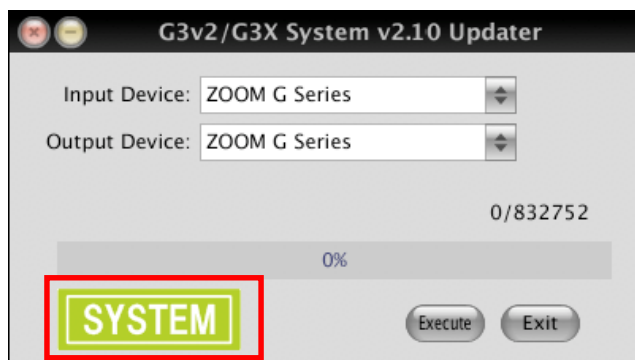 G3v2/G3X System v2.10 Updater
Input Device: ZOOM G Series
Output Device: ZOOM G Series
0/832752
0%
SYSTEM Execute Exit